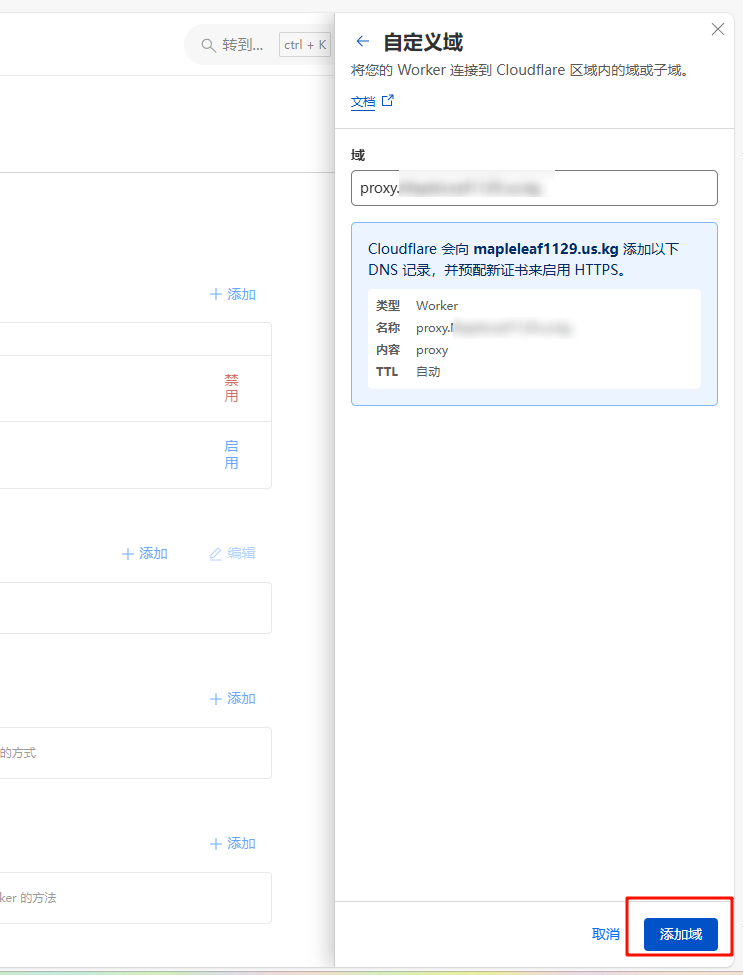 转到...
ctrl + K
自定义域
将您的 Worker 连接到 Cloudflare 区域内的域或子域。
文档
域
proxy.
Cloudflare 会向 mapleleaf1129.us.kg 添加以下
DNS 记录，并预配新证书来启用 HTTPS。
类型 Worker
名称 proxy.
内容 proxy
TTL 自动
添加
禁
用
启
用
添加
编辑
添加
的方式
添加
ker 的方法
取消
添加域